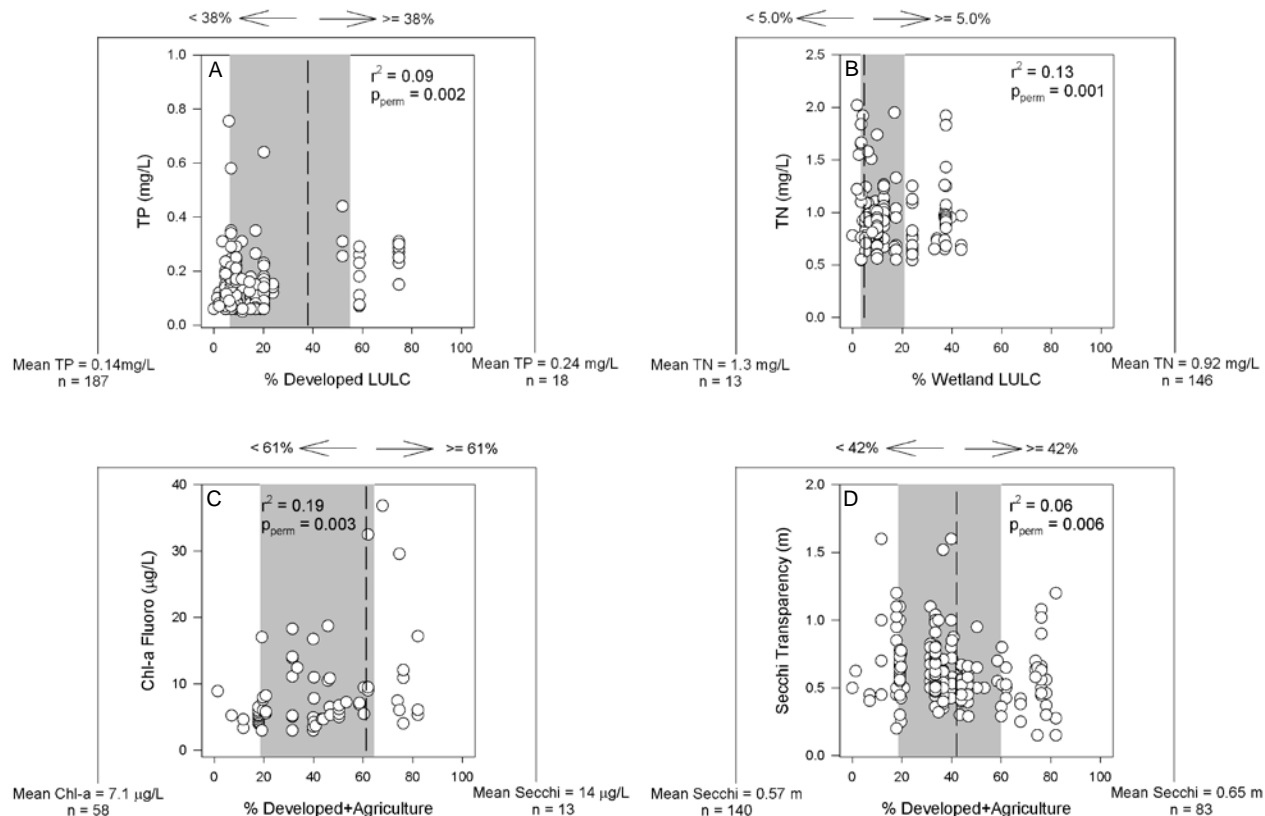 < 38% >= 38%
A
r² = 0.09
p_perm = 0.002
TP (mg/L)
1.0
0.8
0.6
0.4
0.2
0.0
0 20 40 60 80 100
% Developed LULC
Mean TP = 0.14mg/L
n = 187
Mean TP = 0.24 mg/L
n = 18
< 5.0% >= 5.0%
B
r² = 0.13
p_perm = 0.001
TN (mg/L)
2.5
2.0
1.5
1.0
0.5
0.0
0 20 40 60 80 100
% Wetland LULC
Mean TN = 1.3 mg/L
n = 13
Mean TN = 0.92 mg/L
n = 146
< 61% >= 61%
C
r² = 0.19
p_perm = 0.003
Chl-a Fluoro (µg/L)
40
30
20
10
0
0 20 40 60 80 100
% Developed+Agriculture
Mean Chl-a = 7.1 µg/L
n = 58
Mean Secchi = 14 µg/L
n = 13
< 42% >= 42%
D
r² = 0.06
p_perm = 0.006
Secchi Transparency (m)
2.0
1.5
1.0
0.5
0.0
0 20 40 60 80 100
% Developed+Agriculture
Mean Secchi = 0.57 m
n = 140
Mean Secchi = 0.65 m
n = 83